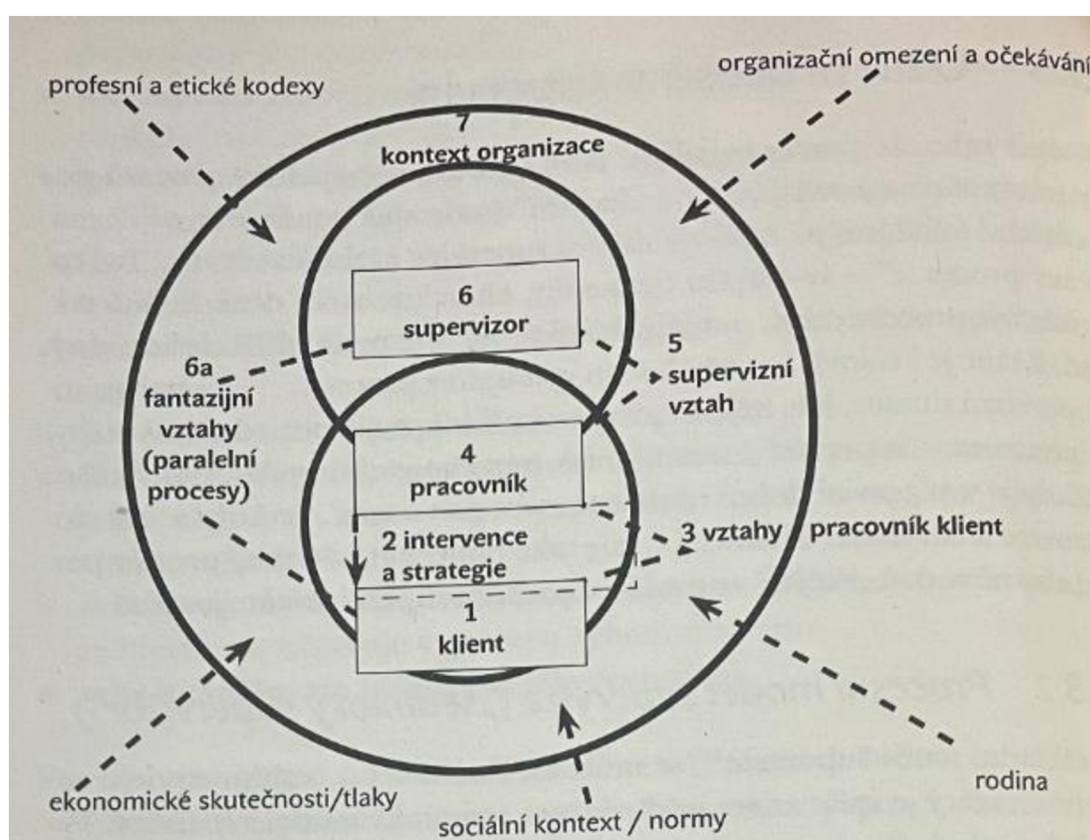 profesní a etické kodexy
organizační omezení a očekávání
7
kontext organizace
6
supervizor
6a
fantazijní
vztahy
(paralelní
procesy)
5
supervizní
vztah
4
pracovník
2 intervence
a strategie
3 vztahy / pracovník klient
1
klient
ekonomické skutečnosti/tlaky
sociální kontext / normy
rodina